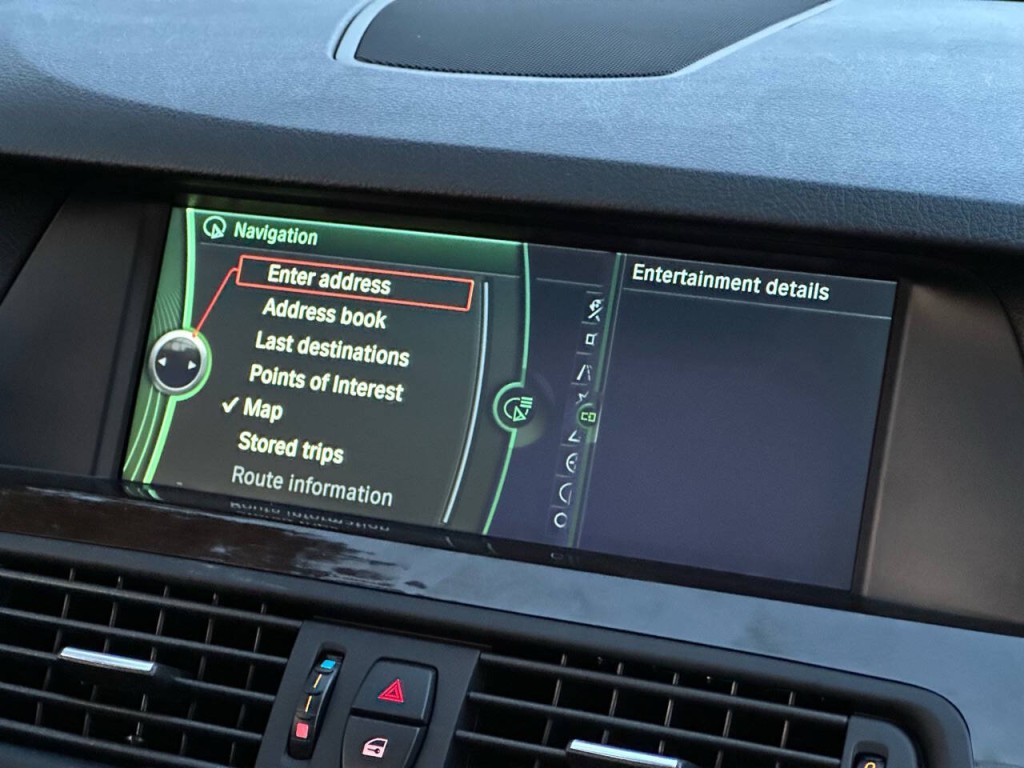 Navigation
Enter address
Address book
Last destinations
Points of Interest
Map
Stored trips
Route information
Entertainment details